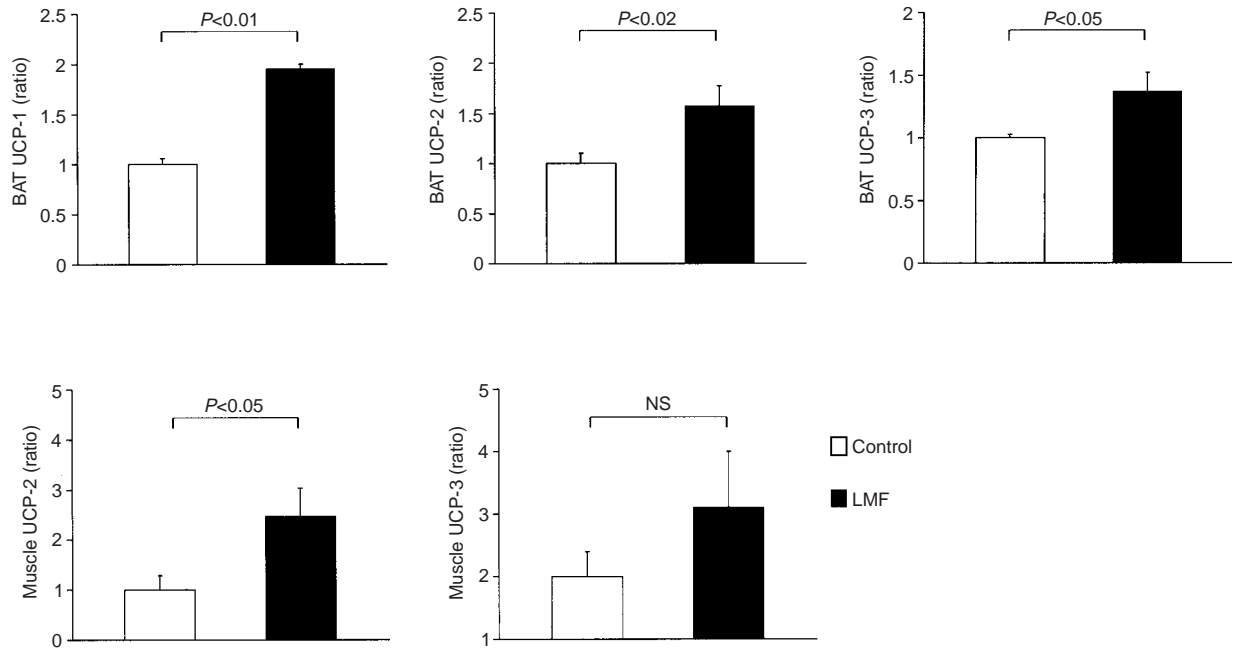 P<0.01
BAT UCP-1 (ratio)
2.5
2
1.5
1
0.5
0
P<0.02
BAT UCP-2 (ratio)
2.5
2
1.5
1
0.5
0
P<0.05
BAT UCP-3 (ratio)
2
1.5
1
0.5
0
P<0.05
Muscle UCP-2 (ratio)
5
4
3
2
1
0
NS
Muscle UCP-3 (ratio)
5
4
3
2
1
Control
LMF